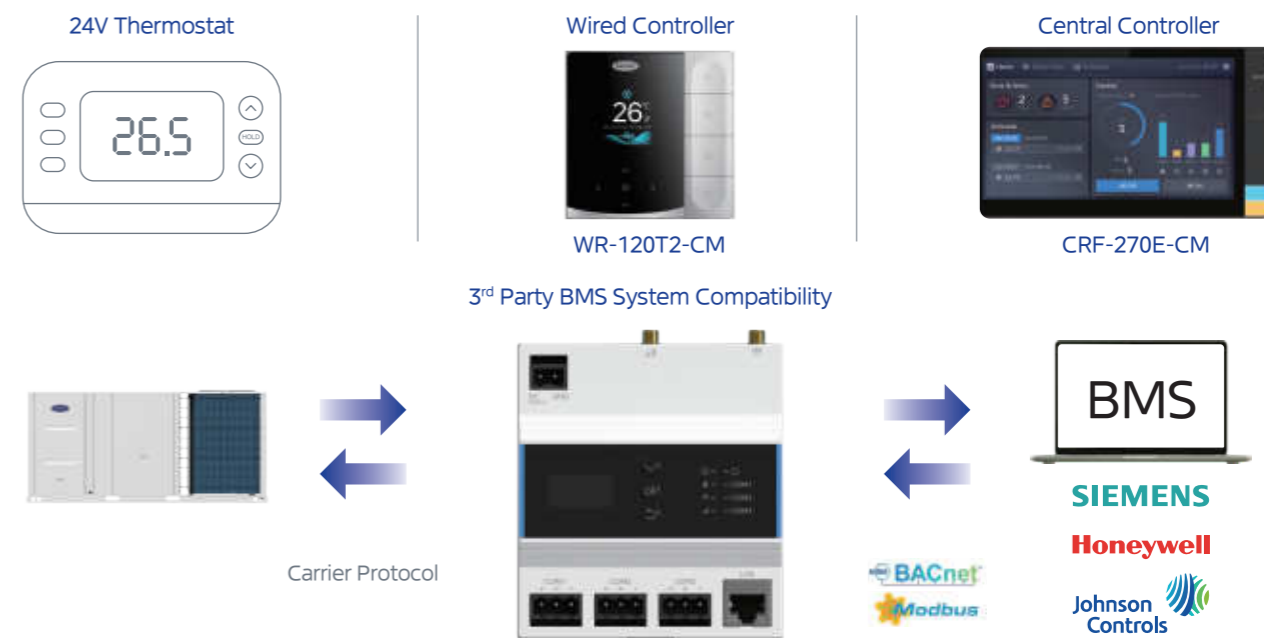 24V Thermostat
Wired Controller
Central Controller
26.5
HOLD
26
WR-120T2-CM
CRF-270E-CM
3rd Party BMS System Compatibility
BMS
SIEMENS
Honeywell
Carrier Protocol
BACnet
Modbus
Johnson
Controls